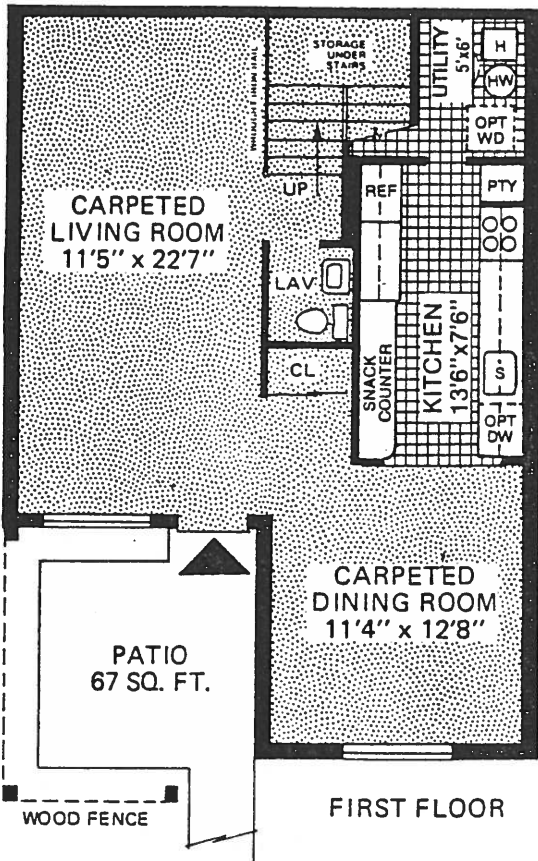 STORAGE
UNDER
STAIRS
UTILITY
5'x6'
H
HW
OPT
WD
UP
REF
PTY
CARPETED
LIVING ROOM
11'5" x 22'7"
LAV
CL
SNACK
COUNTER
KITCHEN
13'6"x7'6"
S
OPT
DW
CARPETED
DINING ROOM
11'4" x 12'8"
PATIO
67 SQ. FT.
WOOD FENCE
FIRST FLOOR